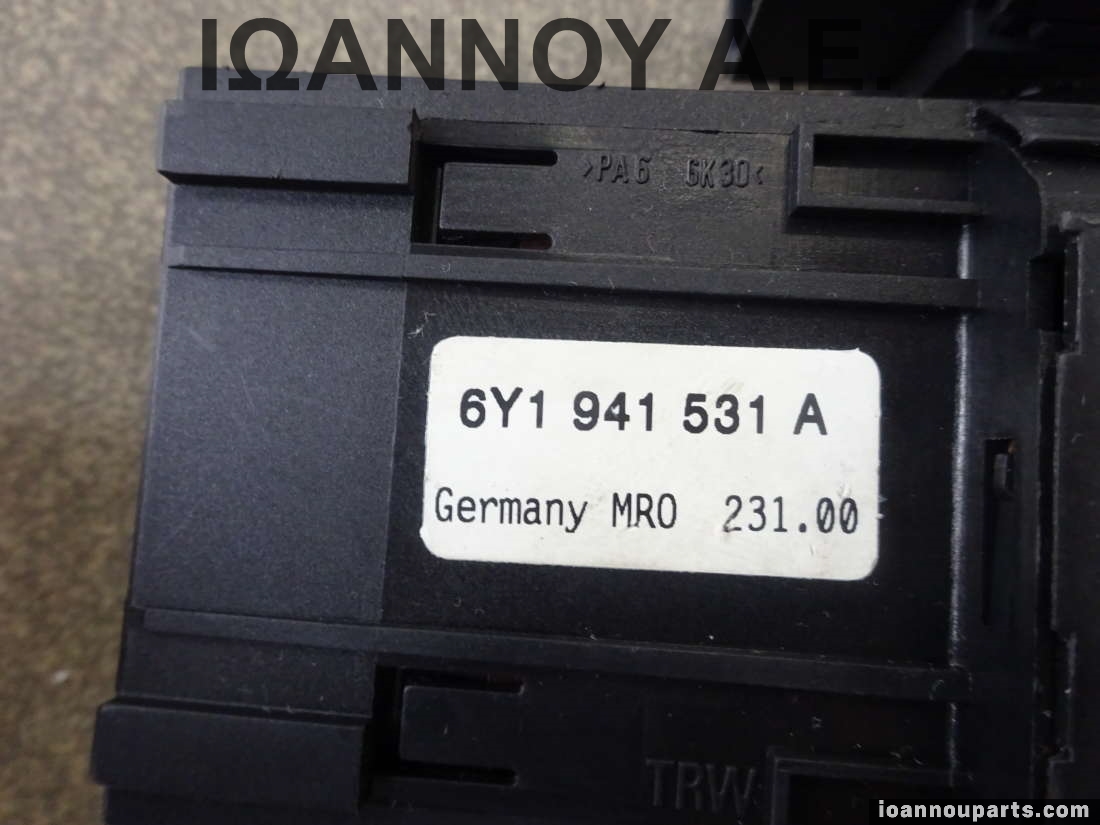 ΙΩΑΝΝΟΥ Α.Ε.
>PA6 GK30<
6Y1 941 531 A
Germany MRO 231.00
TRW
ioannouparts.com